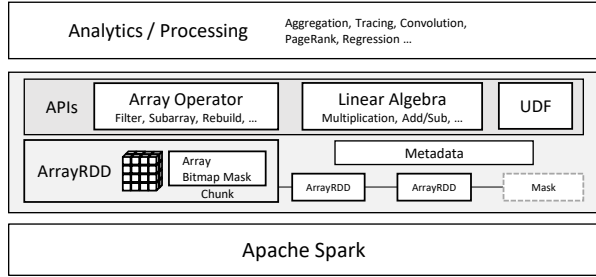 Analytics / Processing
Aggregation, Tracing, Convolution,
PageRank, Regression ...
APIs
Array Operator
Filter, Subarray, Rebuild, ...
Linear Algebra
Multiplication, Add/Sub, ...
UDF
ArrayRDD
Array
Bitmap Mask
Chunk
Metadata
ArrayRDD
ArrayRDD
Mask
Apache Spark